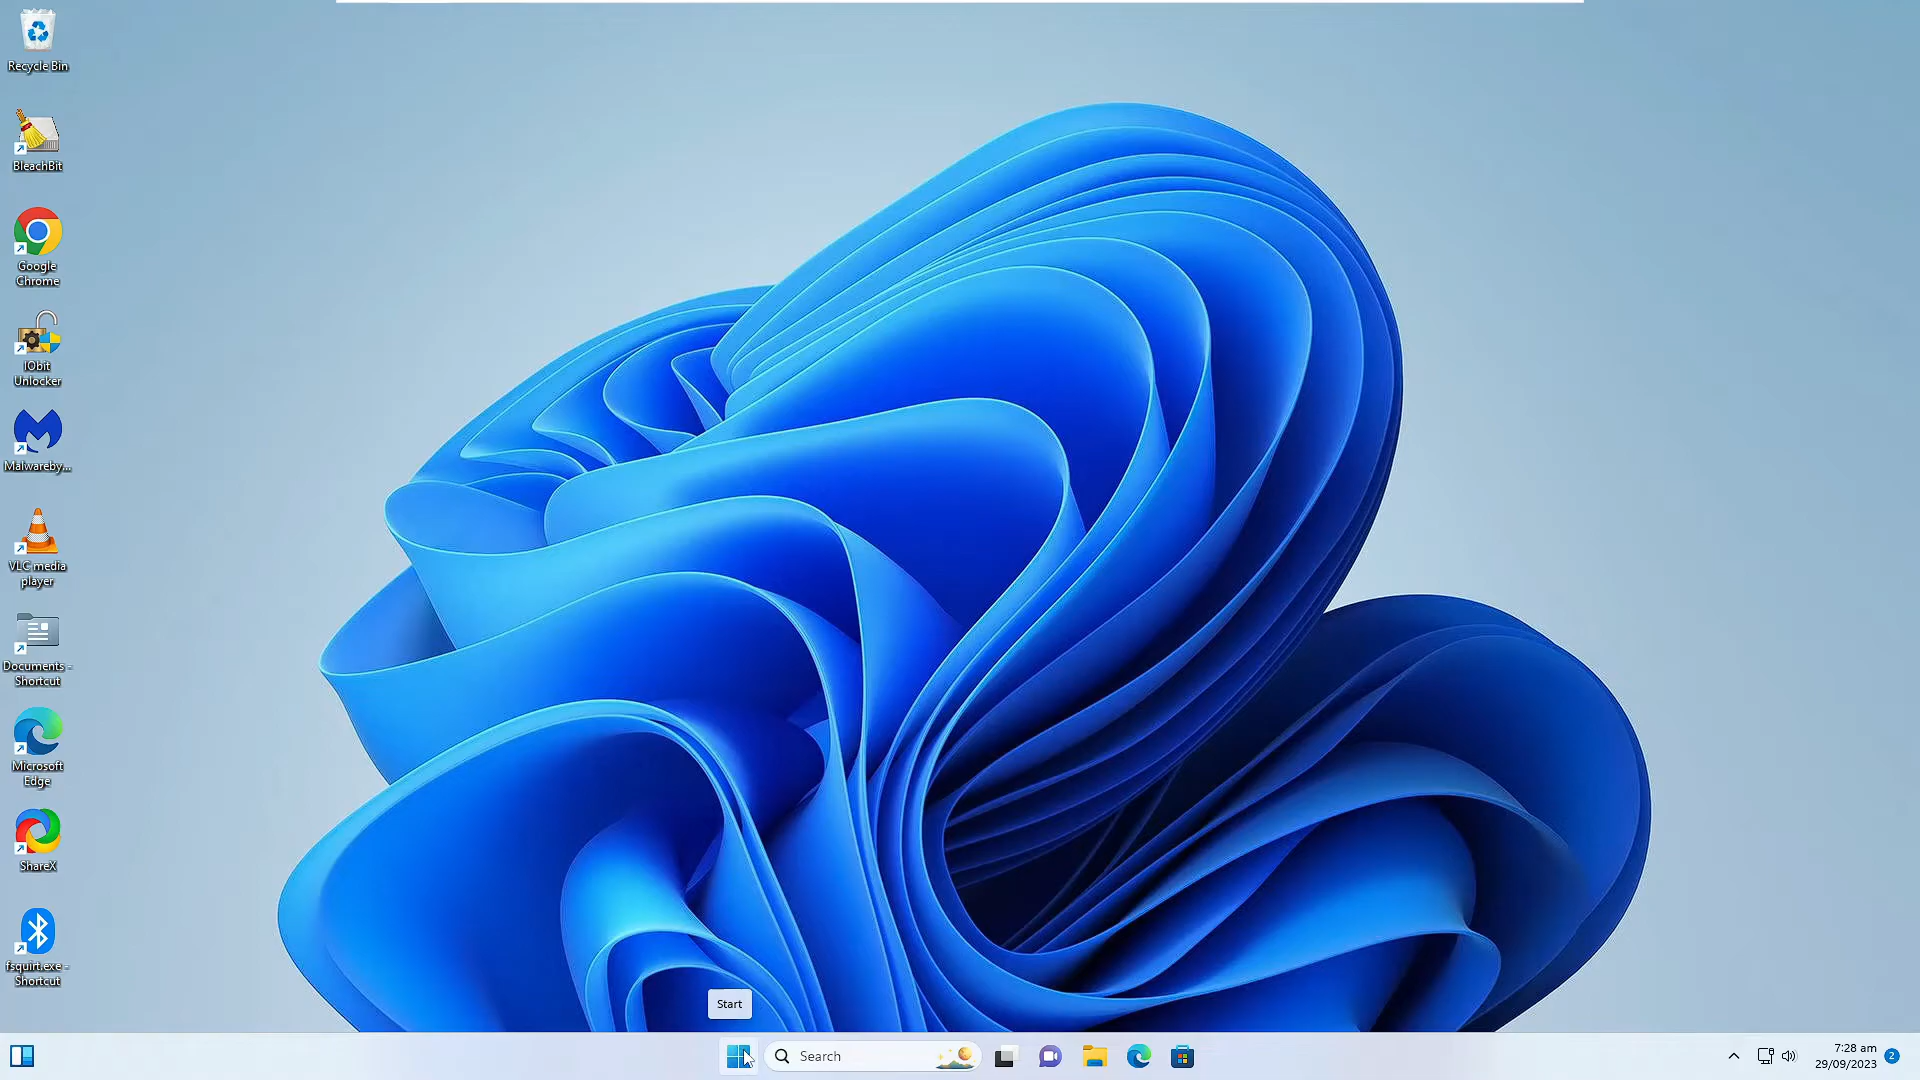 Recycle Bin
BleachBit
Google
Chrome
IObit
Unlocker
Malwareby...
VLC media
player
Documents -
Shortcut
Microsoft
Edge
ShareX
fsquirt.exe -
Shortcut
Start
Search
7:28 am
29/09/2023
2